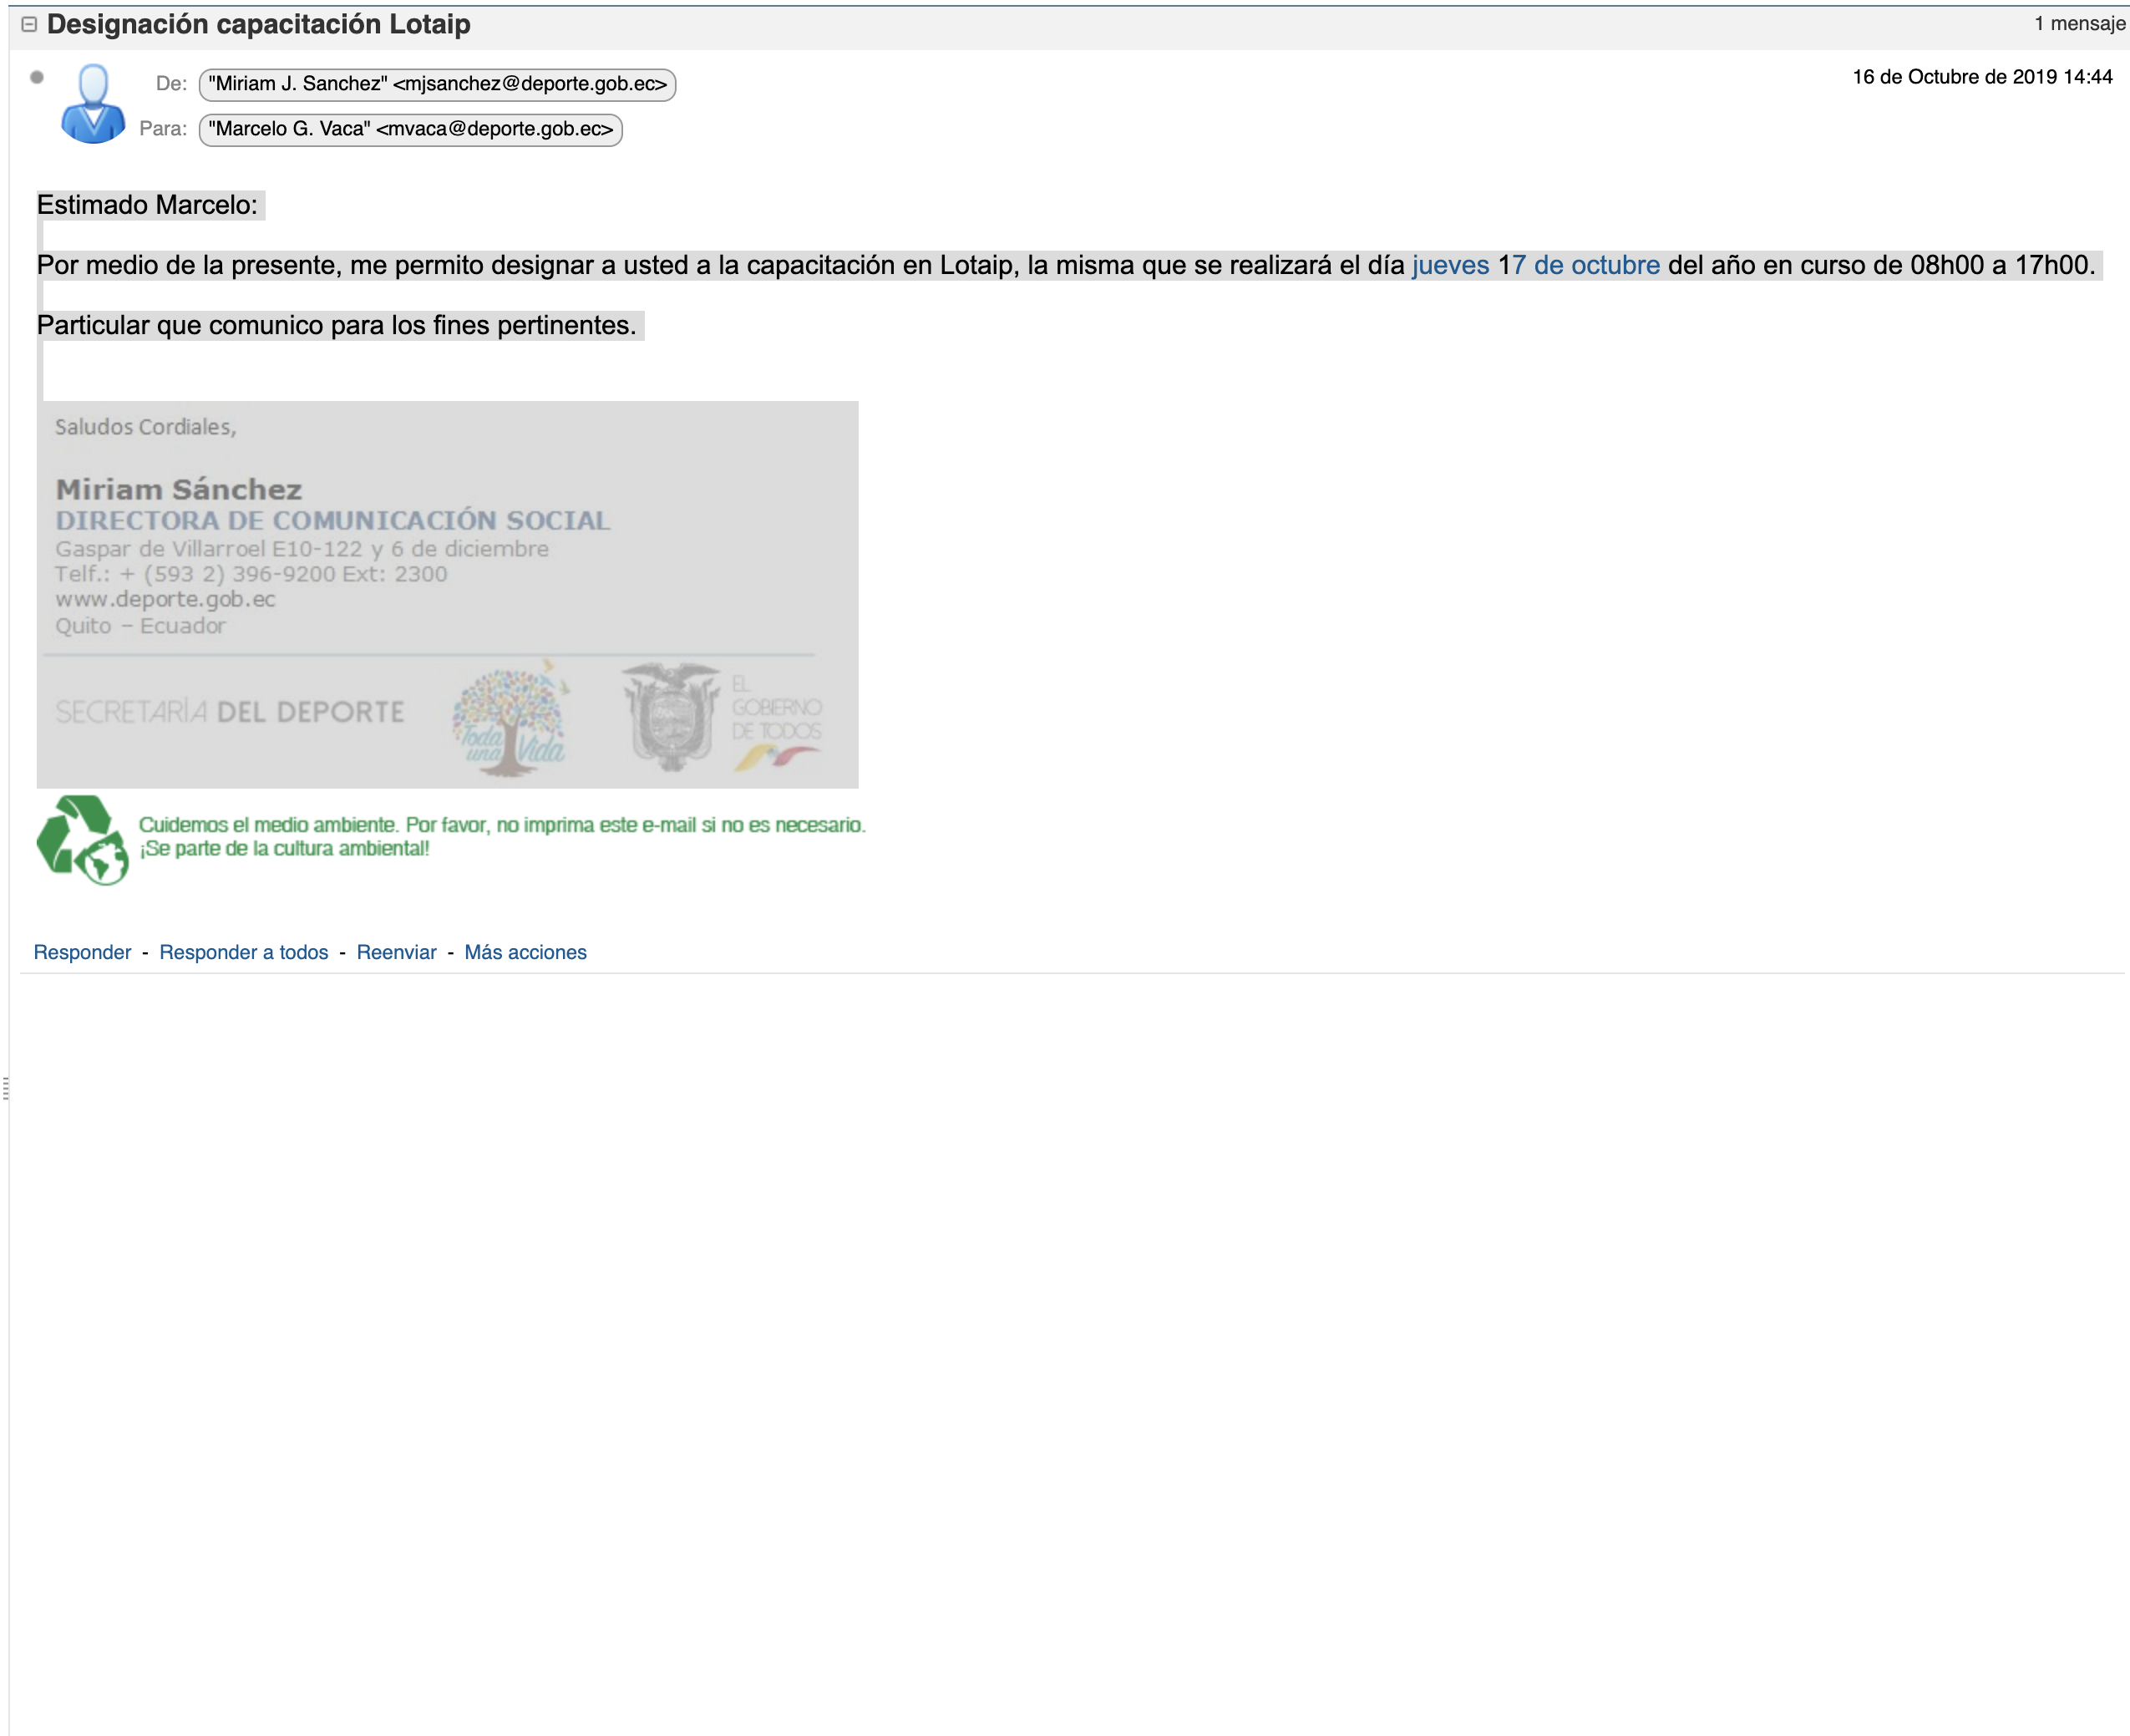 Designación capacitación Lotaip
1 mensaje
De: "Miriam J. Sanchez" <mjsanchez@deporte.gob.ec>
16 de Octubre de 2019 14:44
Para: "Marcelo G. Vaca" <mvaca@deporte.gob.ec>
Estimado Marcelo:
Por medio de la presente, me permito designar a usted a la capacitación en Lotaip, la misma que se realizará el día jueves 17 de octubre del año en curso de 08h00 a 17h00.
Particular que comunico para los fines pertinentes.
Saludos Cordiales,
Miriam Sánchez
DIRECTORA DE COMUNICACIÓN SOCIAL
Gaspar de Villarroel E10-122 y 6 de diciembre
Telf.: + (593 2) 396-9200 Ext: 2300
www.deporte.gob.ec
Quito – Ecuador
SECRETARÍA DEL DEPORTE
Toda
una Vida
EL
GOBIERNO
DE TODOS
Cuidemos el medio ambiente. Por favor, no imprima este e-mail si no es necesario.
¡Se parte de la cultura ambiental!
Responder - Responder a todos - Reenviar - Más acciones